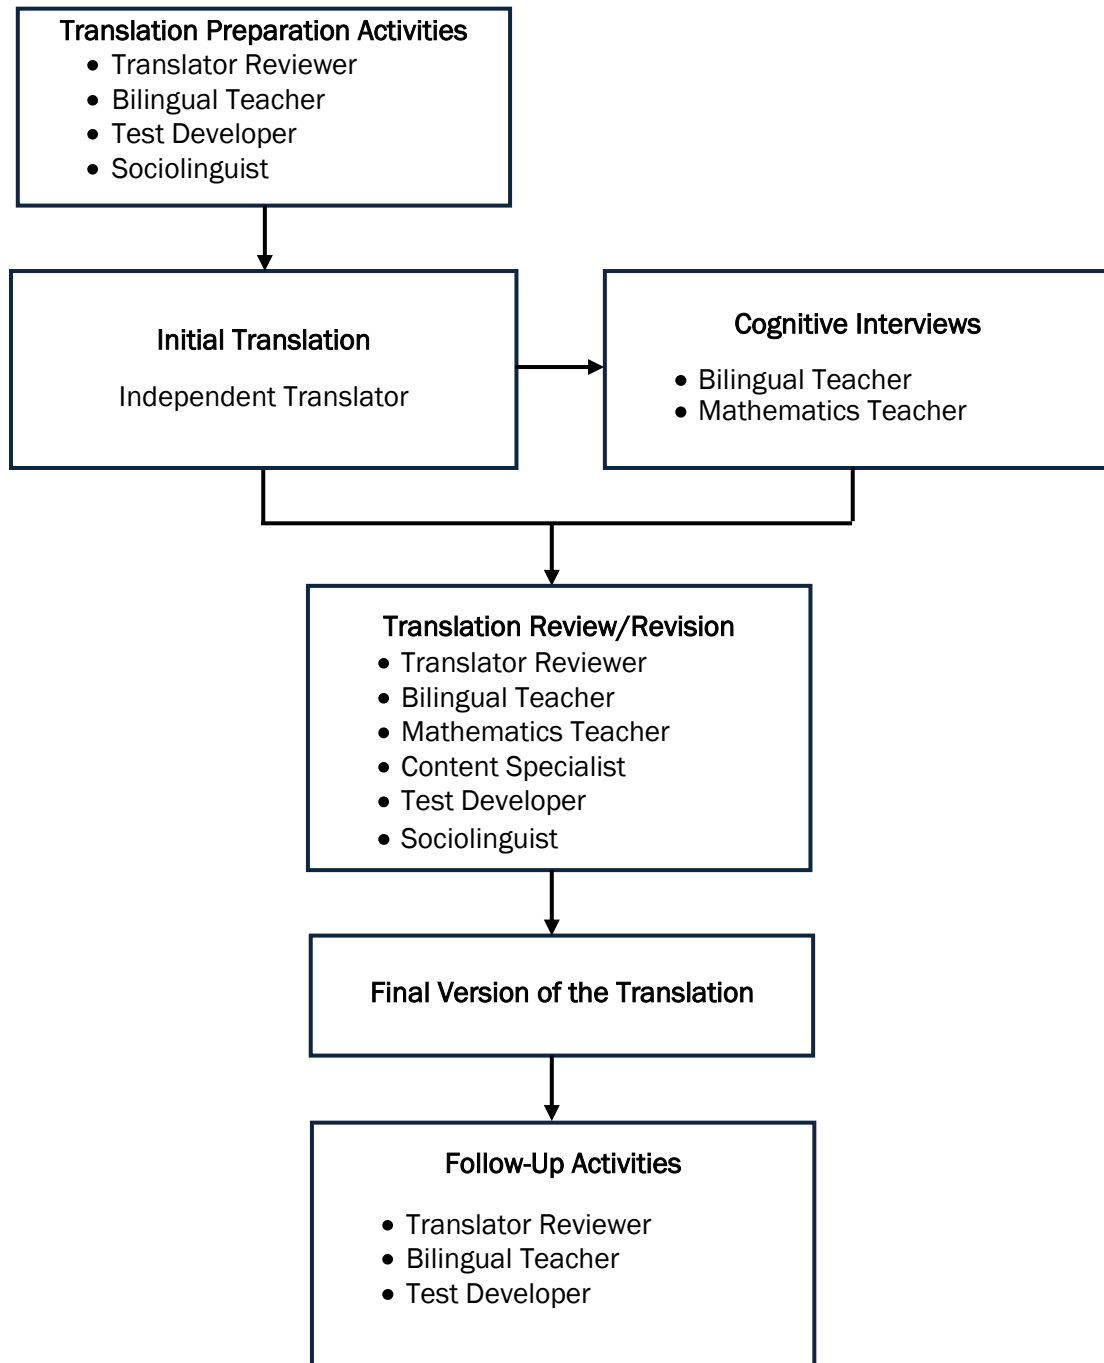 Translation Preparation Activities
• Translator Reviewer
• Bilingual Teacher
• Test Developer
• Sociolinguist
Initial Translation
Independent Translator
Cognitive Interviews
• Bilingual Teacher
• Mathematics Teacher
Translation Review/Revision
• Translator Reviewer
• Bilingual Teacher
• Mathematics Teacher
• Content Specialist
• Test Developer
• Sociolinguist
Final Version of the Translation
Follow-Up Activities
• Translator Reviewer
• Bilingual Teacher
• Test Developer